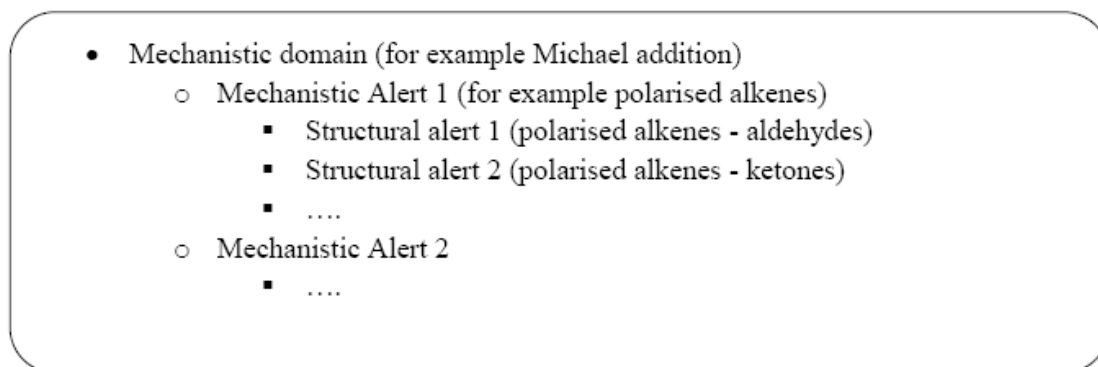 • Mechanistic domain (for example Michael addition)
o Mechanistic Alert 1 (for example polarised alkenes)
▪ Structural alert 1 (polarised alkenes - aldehydes)
▪ Structural alert 2 (polarised alkenes - ketones)
▪ ….
o Mechanistic Alert 2
▪ ….